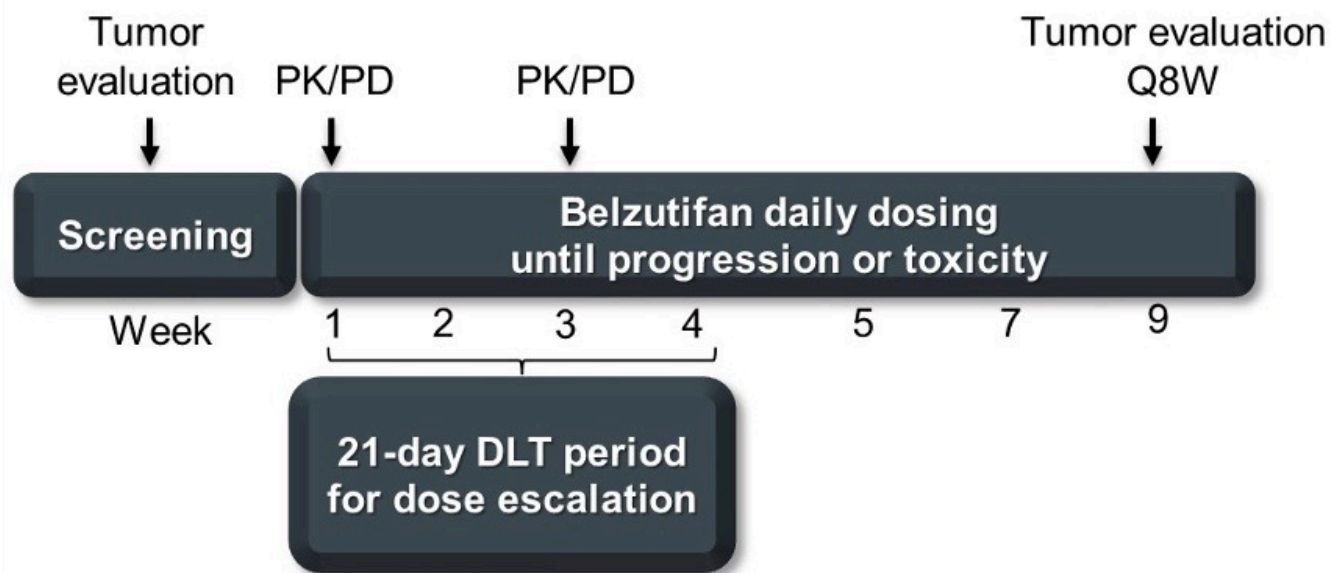 Tumor
evaluation
PK/PD
PK/PD
Tumor evaluation
Q8W
Screening
Belzutifan daily dosing
until progression or toxicity
Week
1 2 3 4 5 7 9
21-day DLT period
for dose escalation